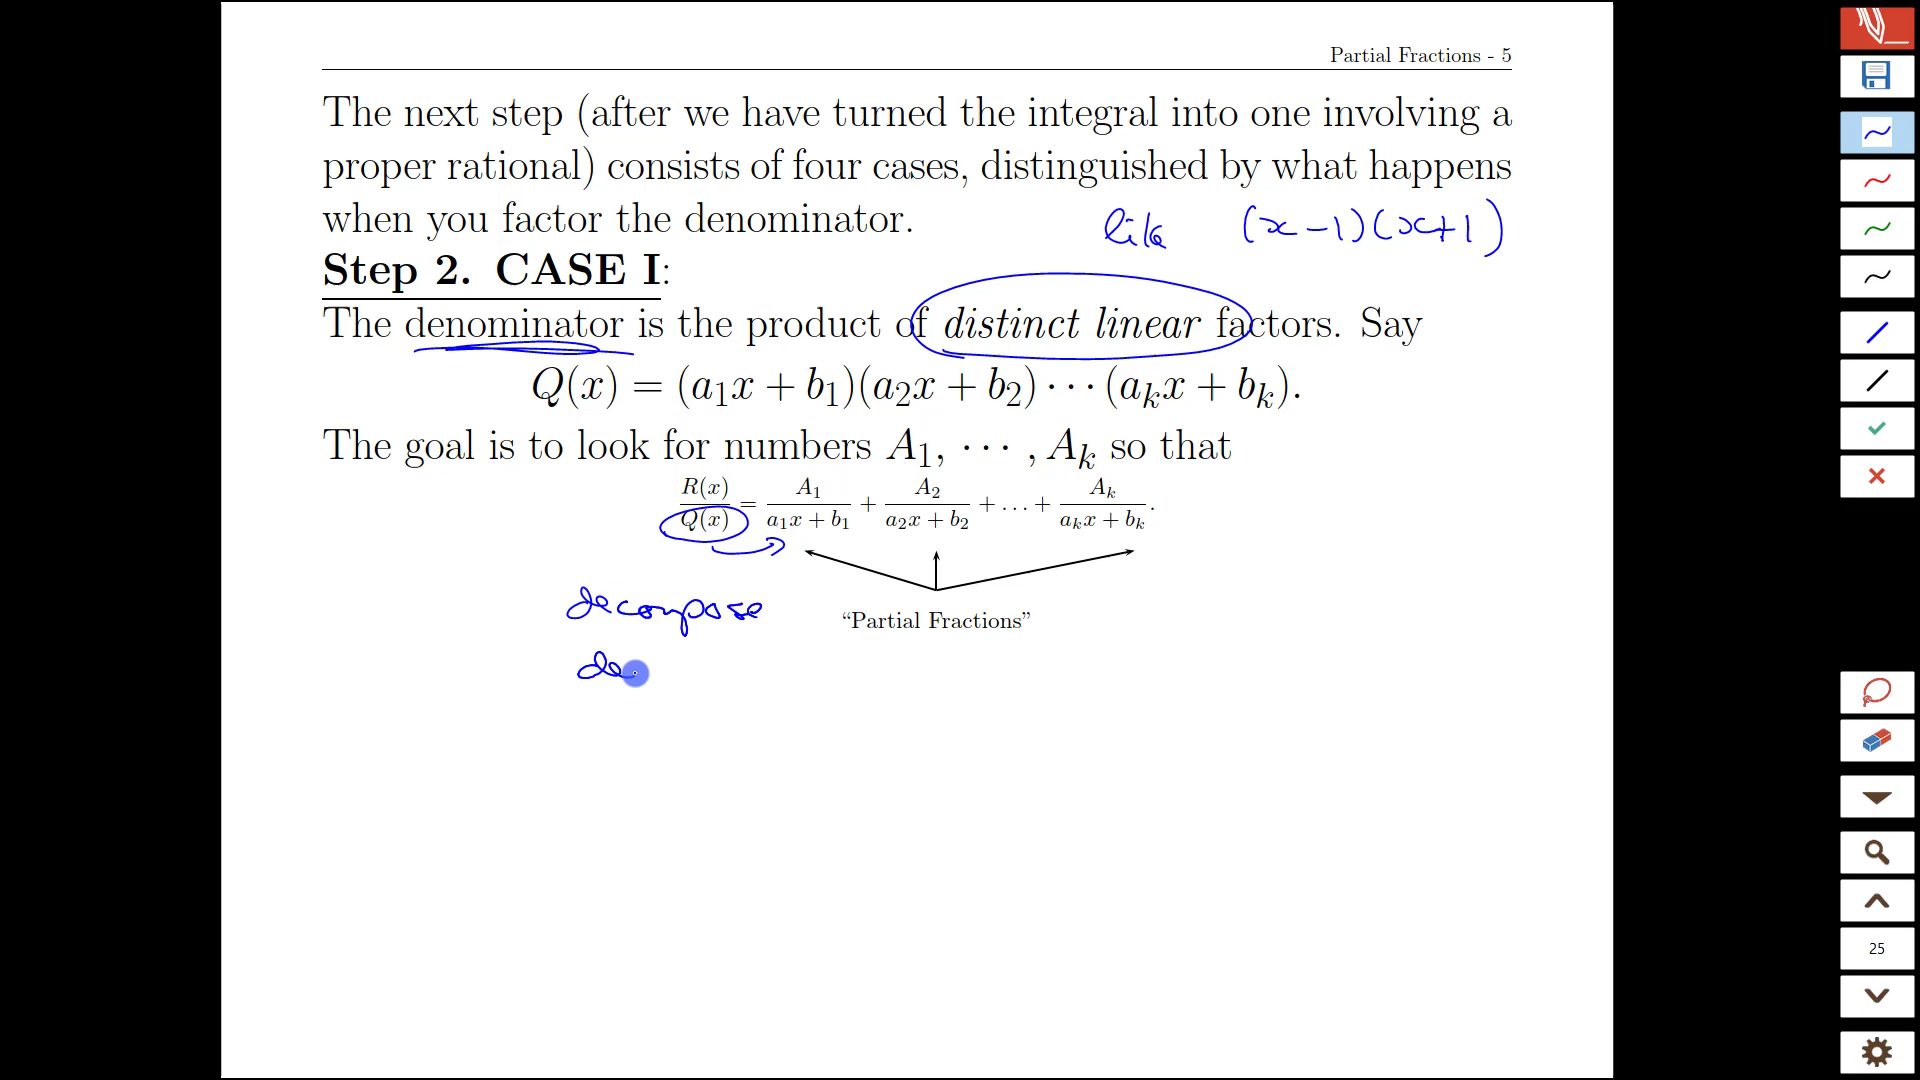 Partial Fractions - 5
The next step (after we have turned the integral into one involving a
proper rational) consists of four cases, distinguished by what happens
when you factor the denominator.
like (x-1)(x+1)
Step 2. CASE I:
The denominator is the product of distinct linear factors. Say
Q(x) = (a₁x + b₁)(a₂x + b₂) ⋯ (aₖx + bₖ).
The goal is to look for numbers A₁, ⋯ , Aₖ so that
R(x)/Q(x) = A₁/(a₁x + b₁) + A₂/(a₂x + b₂) + … + Aₖ/(aₖx + bₖ).
decompose
“Partial Fractions”
de
25